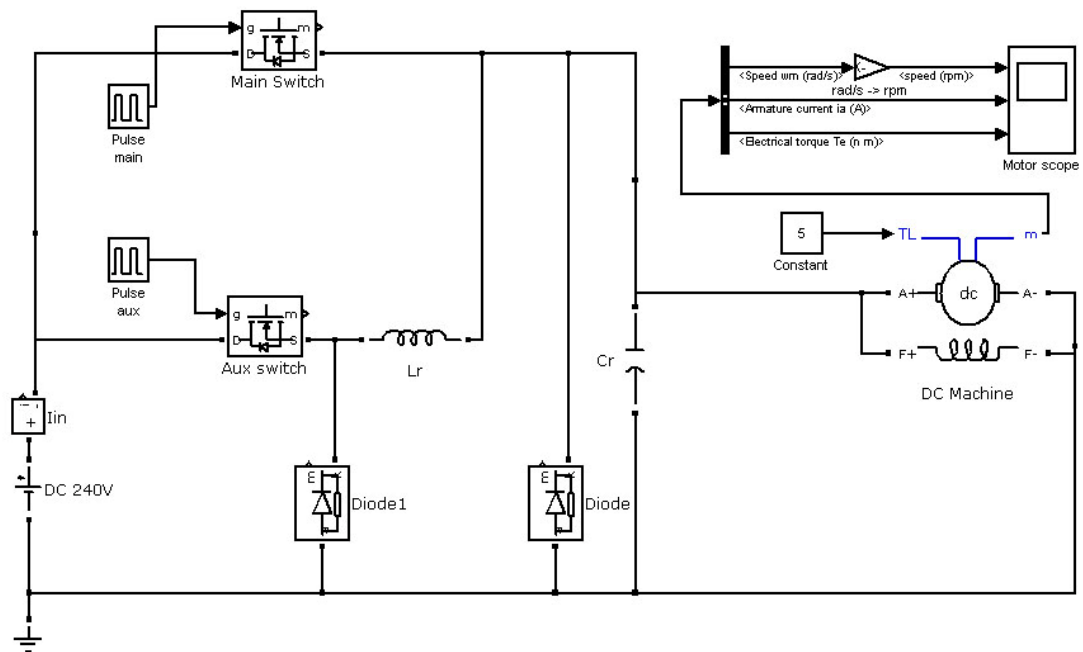 g
m
D
S
Main Switch
Pulse
main
<Speed wm (rad/s)>
K-
<speed (rpm)>
rad/s -> rpm
<Armature current ia (A)>
<Electrical torque Te (n m)>
Motor scope
5
Constant
TL
m
Pulse
aux
g
m
D
S
Aux switch
Lr
Cr
A+
dc
A-
F+
F-
DC Machine
+
Iin
DC 240V
+
m
Diode1
m
Diode